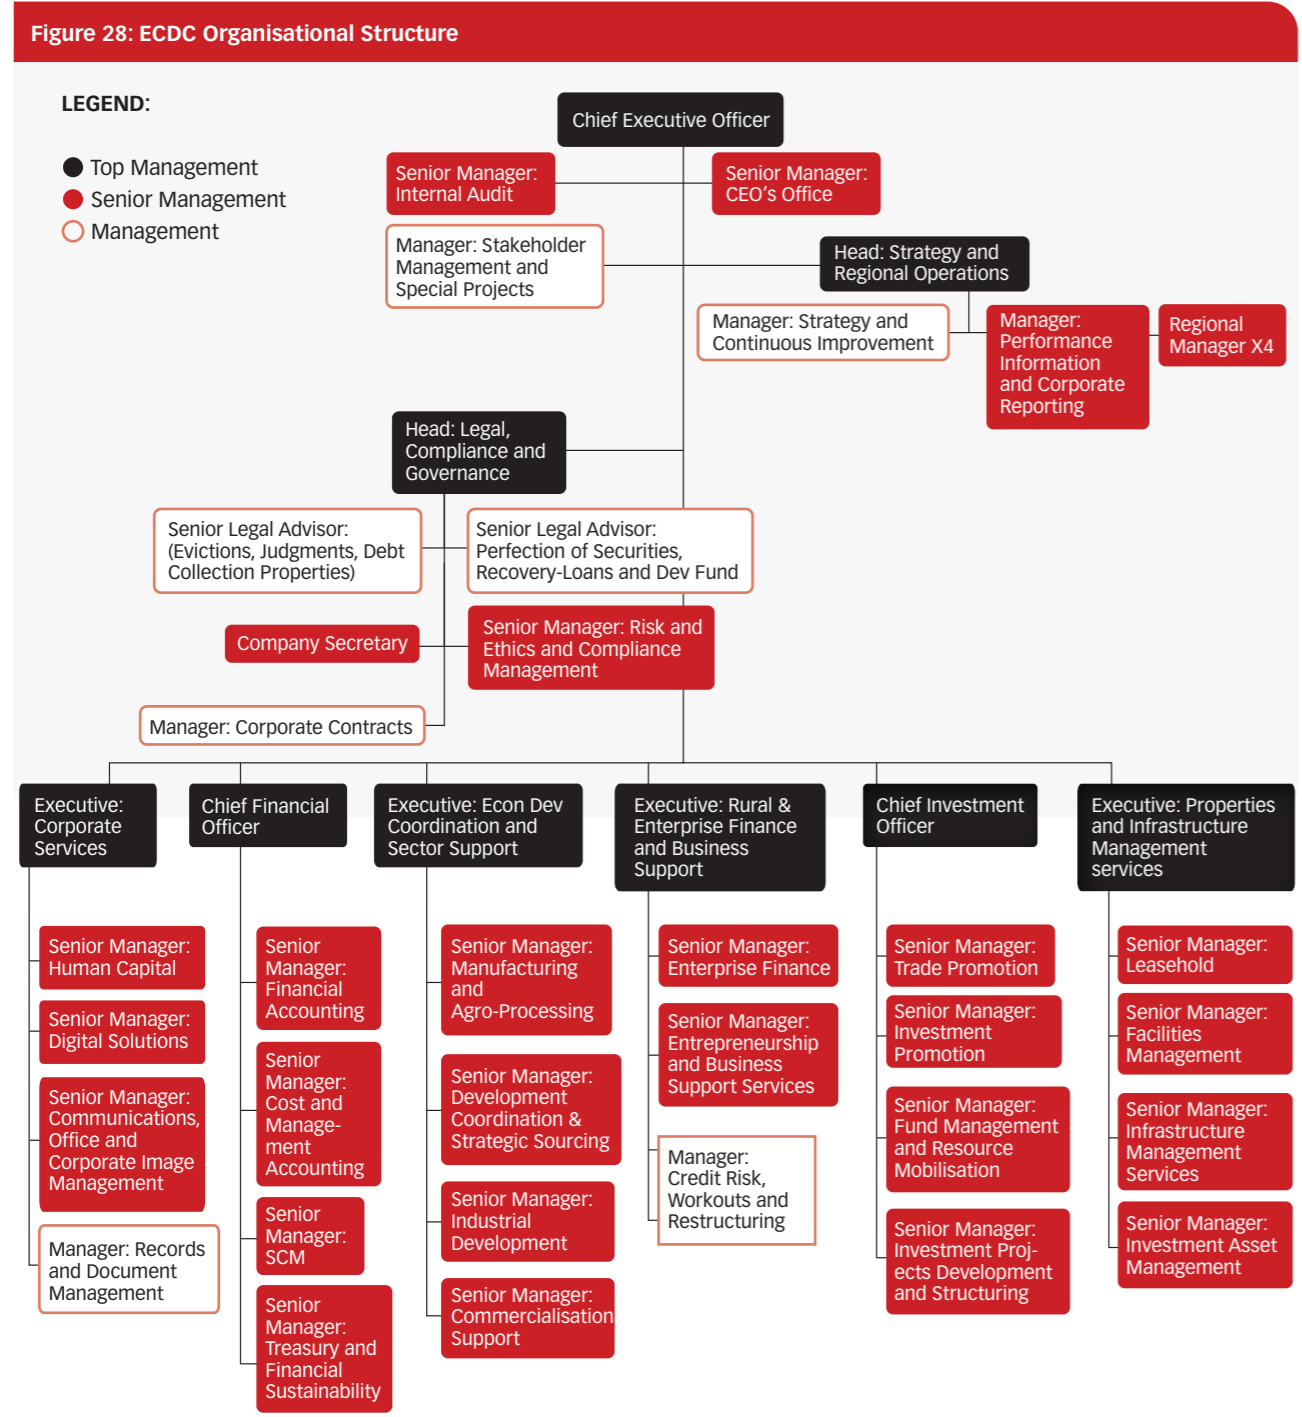 Figure 28: ECDC Organisational Structure
LEGEND:
Top Management
Senior Management
Management
Chief Executive Officer
Senior Manager:
Internal Audit
Senior Manager:
CEO's Office
Manager: Stakeholder
Management and
Special Projects
Head: Strategy and
Regional Operations
Manager: Strategy and
Continuous Improvement
Manager:
Performance
Information
and Corporate
Reporting
Regional
Manager X4
Head: Legal,
Compliance and
Governance
Senior Legal Advisor:
(Evictions, Judgments, Debt
Collection Properties)
Senior Legal Advisor:
Perfection of Securities,
Recovery-Loans and Dev Fund
Company Secretary
Senior Manager: Risk and
Ethics and Compliance
Management
Manager: Corporate Contracts
Executive:
Corporate
Services
Chief Financial
Officer
Executive: Econ Dev
Coordination and
Sector Support
Executive: Rural &
Enterprise Finance
and Business
Support
Chief Investment
Officer
Executive: Properties
and Infrastructure
Management
services
Senior Manager:
Human Capital
Senior Manager:
Digital Solutions
Senior Manager:
Communications,
Office and
Corporate Image
Management
Manager: Records
and Document
Management
Senior
Manager:
Financial
Accounting
Senior
Manager:
Cost and
Manage-
ment
Accounting
Senior
Manager:
SCM
Senior
Manager:
Treasury and
Financial
Sustainability
Senior Manager:
Manufacturing
and
Agro-Processing
Senior Manager:
Development
Coordination &
Strategic Sourcing
Senior Manager:
Industrial
Development
Senior Manager:
Commercialisation
Support
Senior Manager:
Enterprise Finance
Senior Manager:
Entrepreneurship
and Business
Support Services
Manager:
Credit Risk,
Workouts and
Restructuring
Senior Manager:
Trade Promotion
Senior Manager:
Investment
Promotion
Senior Manager:
Fund Management
and Resource
Mobilisation
Senior Manager:
Investment Proj-
ects Development
and Structuring
Senior Manager:
Leasehold
Senior Manager:
Facilities
Management
Senior Manager:
Infrastructure
Management
Services
Senior Manager:
Investment Asset
Management